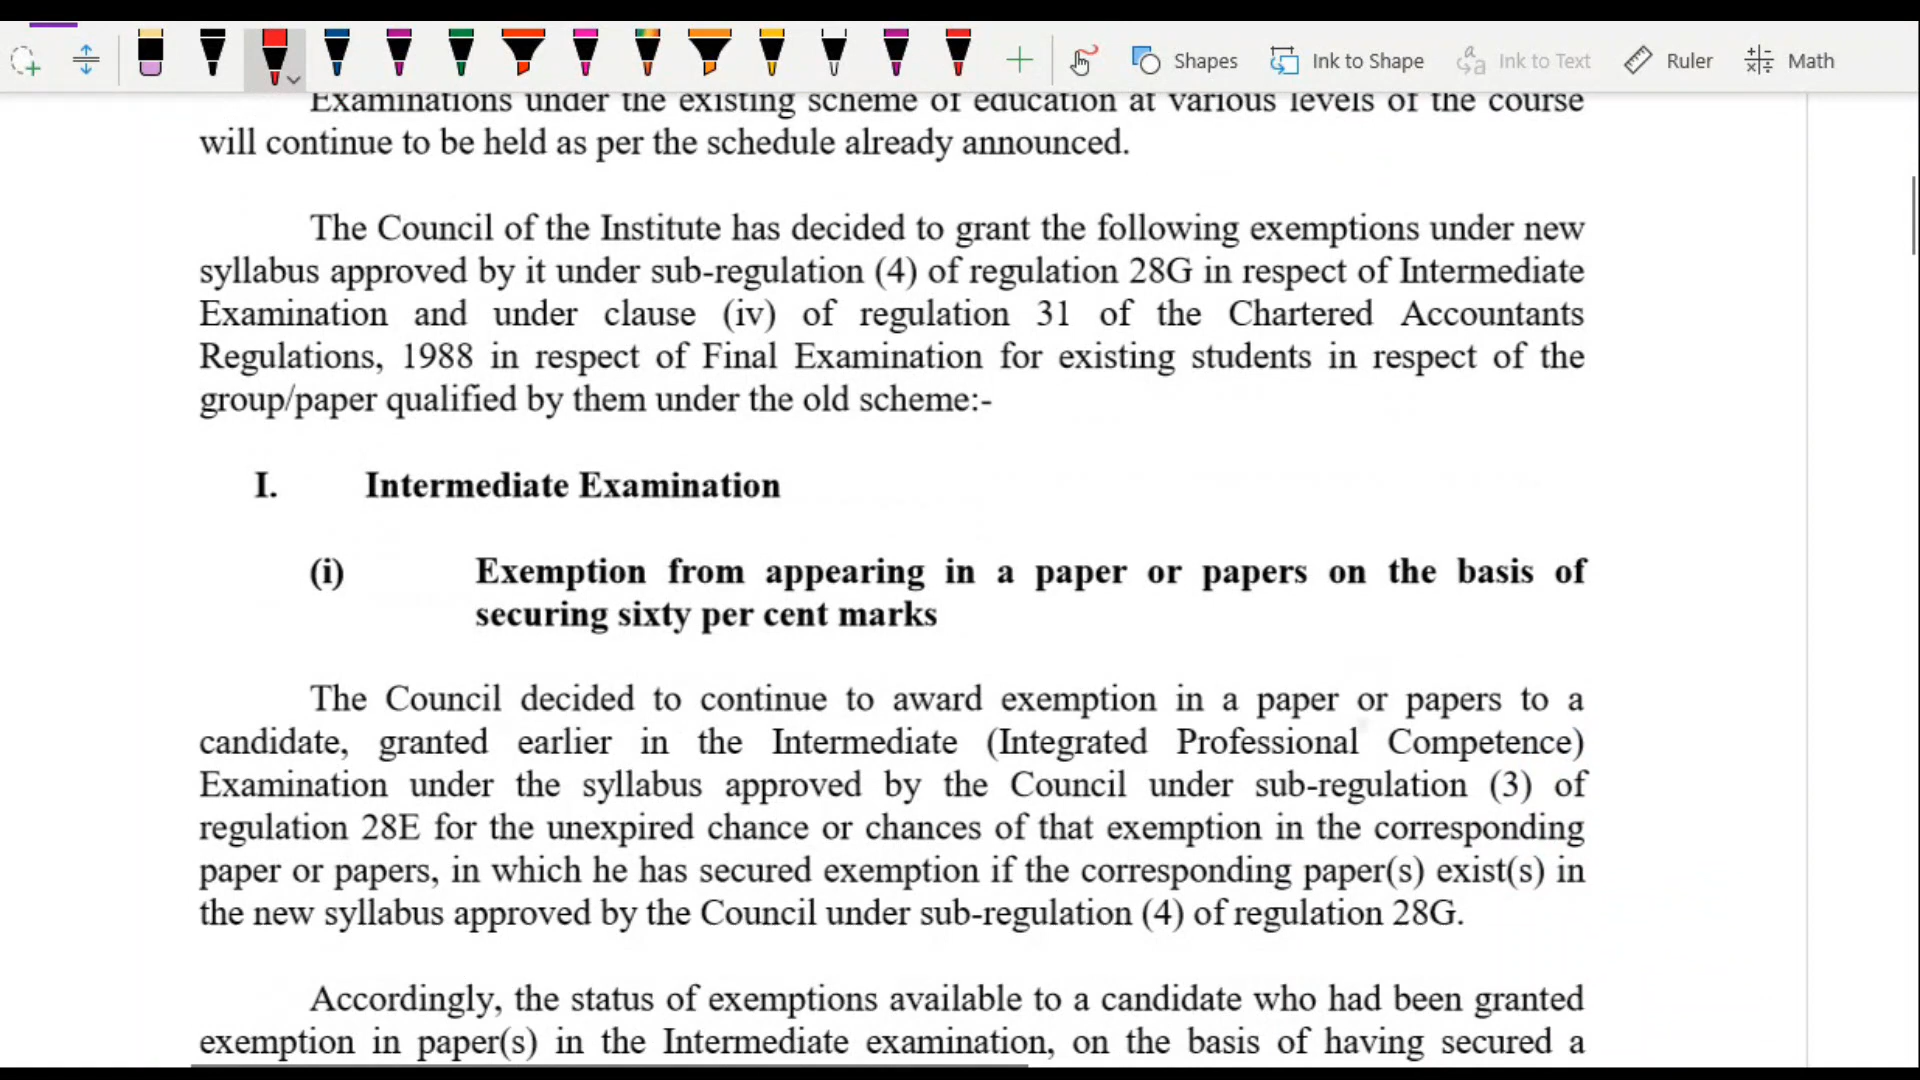 Shapes
Ink to Shape
Ink to Text
Ruler
Math
Examinations under the existing scheme of education at various levels of the course
will continue to be held as per the schedule already announced.
The Council of the Institute has decided to grant the following exemptions under new
syllabus approved by it under sub-regulation (4) of regulation 28G in respect of Intermediate
Examination and under clause (iv) of regulation 31 of the Chartered Accountants
Regulations, 1988 in respect of Final Examination for existing students in respect of the
group/paper qualified by them under the old scheme:-
I. Intermediate Examination
(i) Exemption from appearing in a paper or papers on the basis of
securing sixty per cent marks
The Council decided to continue to award exemption in a paper or papers to a
candidate, granted earlier in the Intermediate (Integrated Professional Competence)
Examination under the syllabus approved by the Council under sub-regulation (3) of
regulation 28E for the unexpired chance or chances of that exemption in the corresponding
paper or papers, in which he has secured exemption if the corresponding paper(s) exist(s) in
the new syllabus approved by the Council under sub-regulation (4) of regulation 28G.
Accordingly, the status of exemptions available to a candidate who had been granted
exemption in paper(s) in the Intermediate examination, on the basis of having secured a